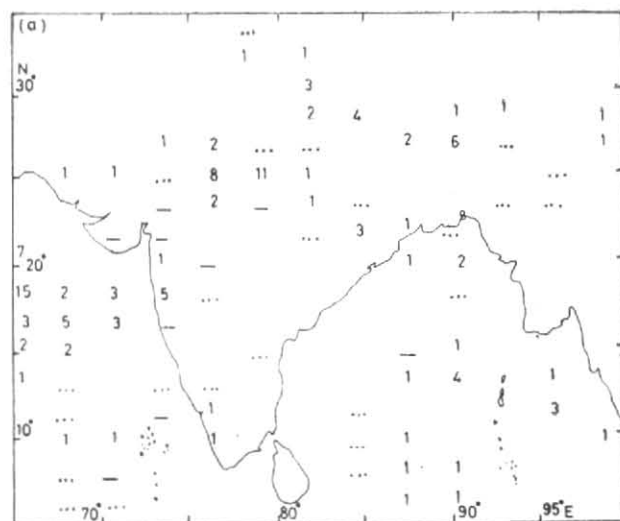 (a)
...
1 1
N
30° 3
2 4 1 1 1
1 2 ... ... 2 6 ... 1
1 1 ... 8 11 1 ... ...
— 2 — 1 ... ... ...
8
— — ... 3 1 ...
7 20° 1 — 1 2
15 2 3 5 ... ...
3 5 3 —
2 2 ... — 1
1 ... ... ... 1 4 1
... — 1 ... 3
10° 1 1 1 ... 1 1
... — ... 1 1
... ... 1 1
70° 80° 90° 95°E